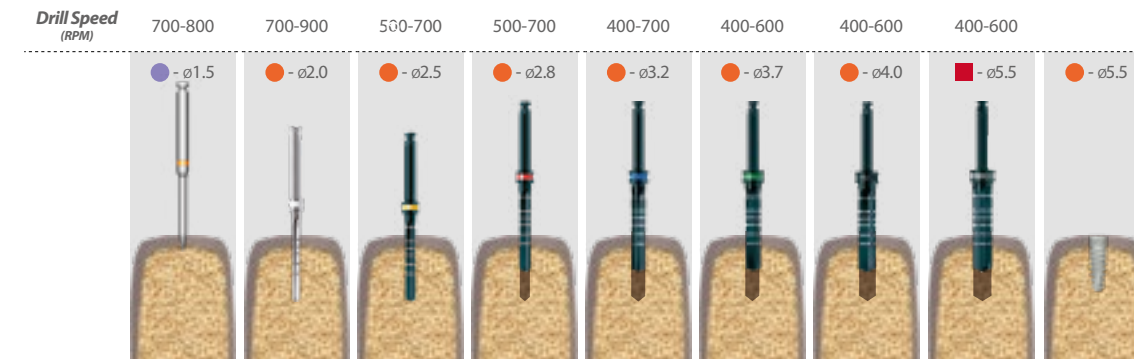 Drill Speed
(RPM)
700-800 700-900 500-700 500-700 400-700 400-600 400-600 400-600
- ø1.5 - ø2.0 - ø2.5 - ø2.8 - ø3.2 - ø3.7 - ø4.0 - ø5.5 - ø5.5